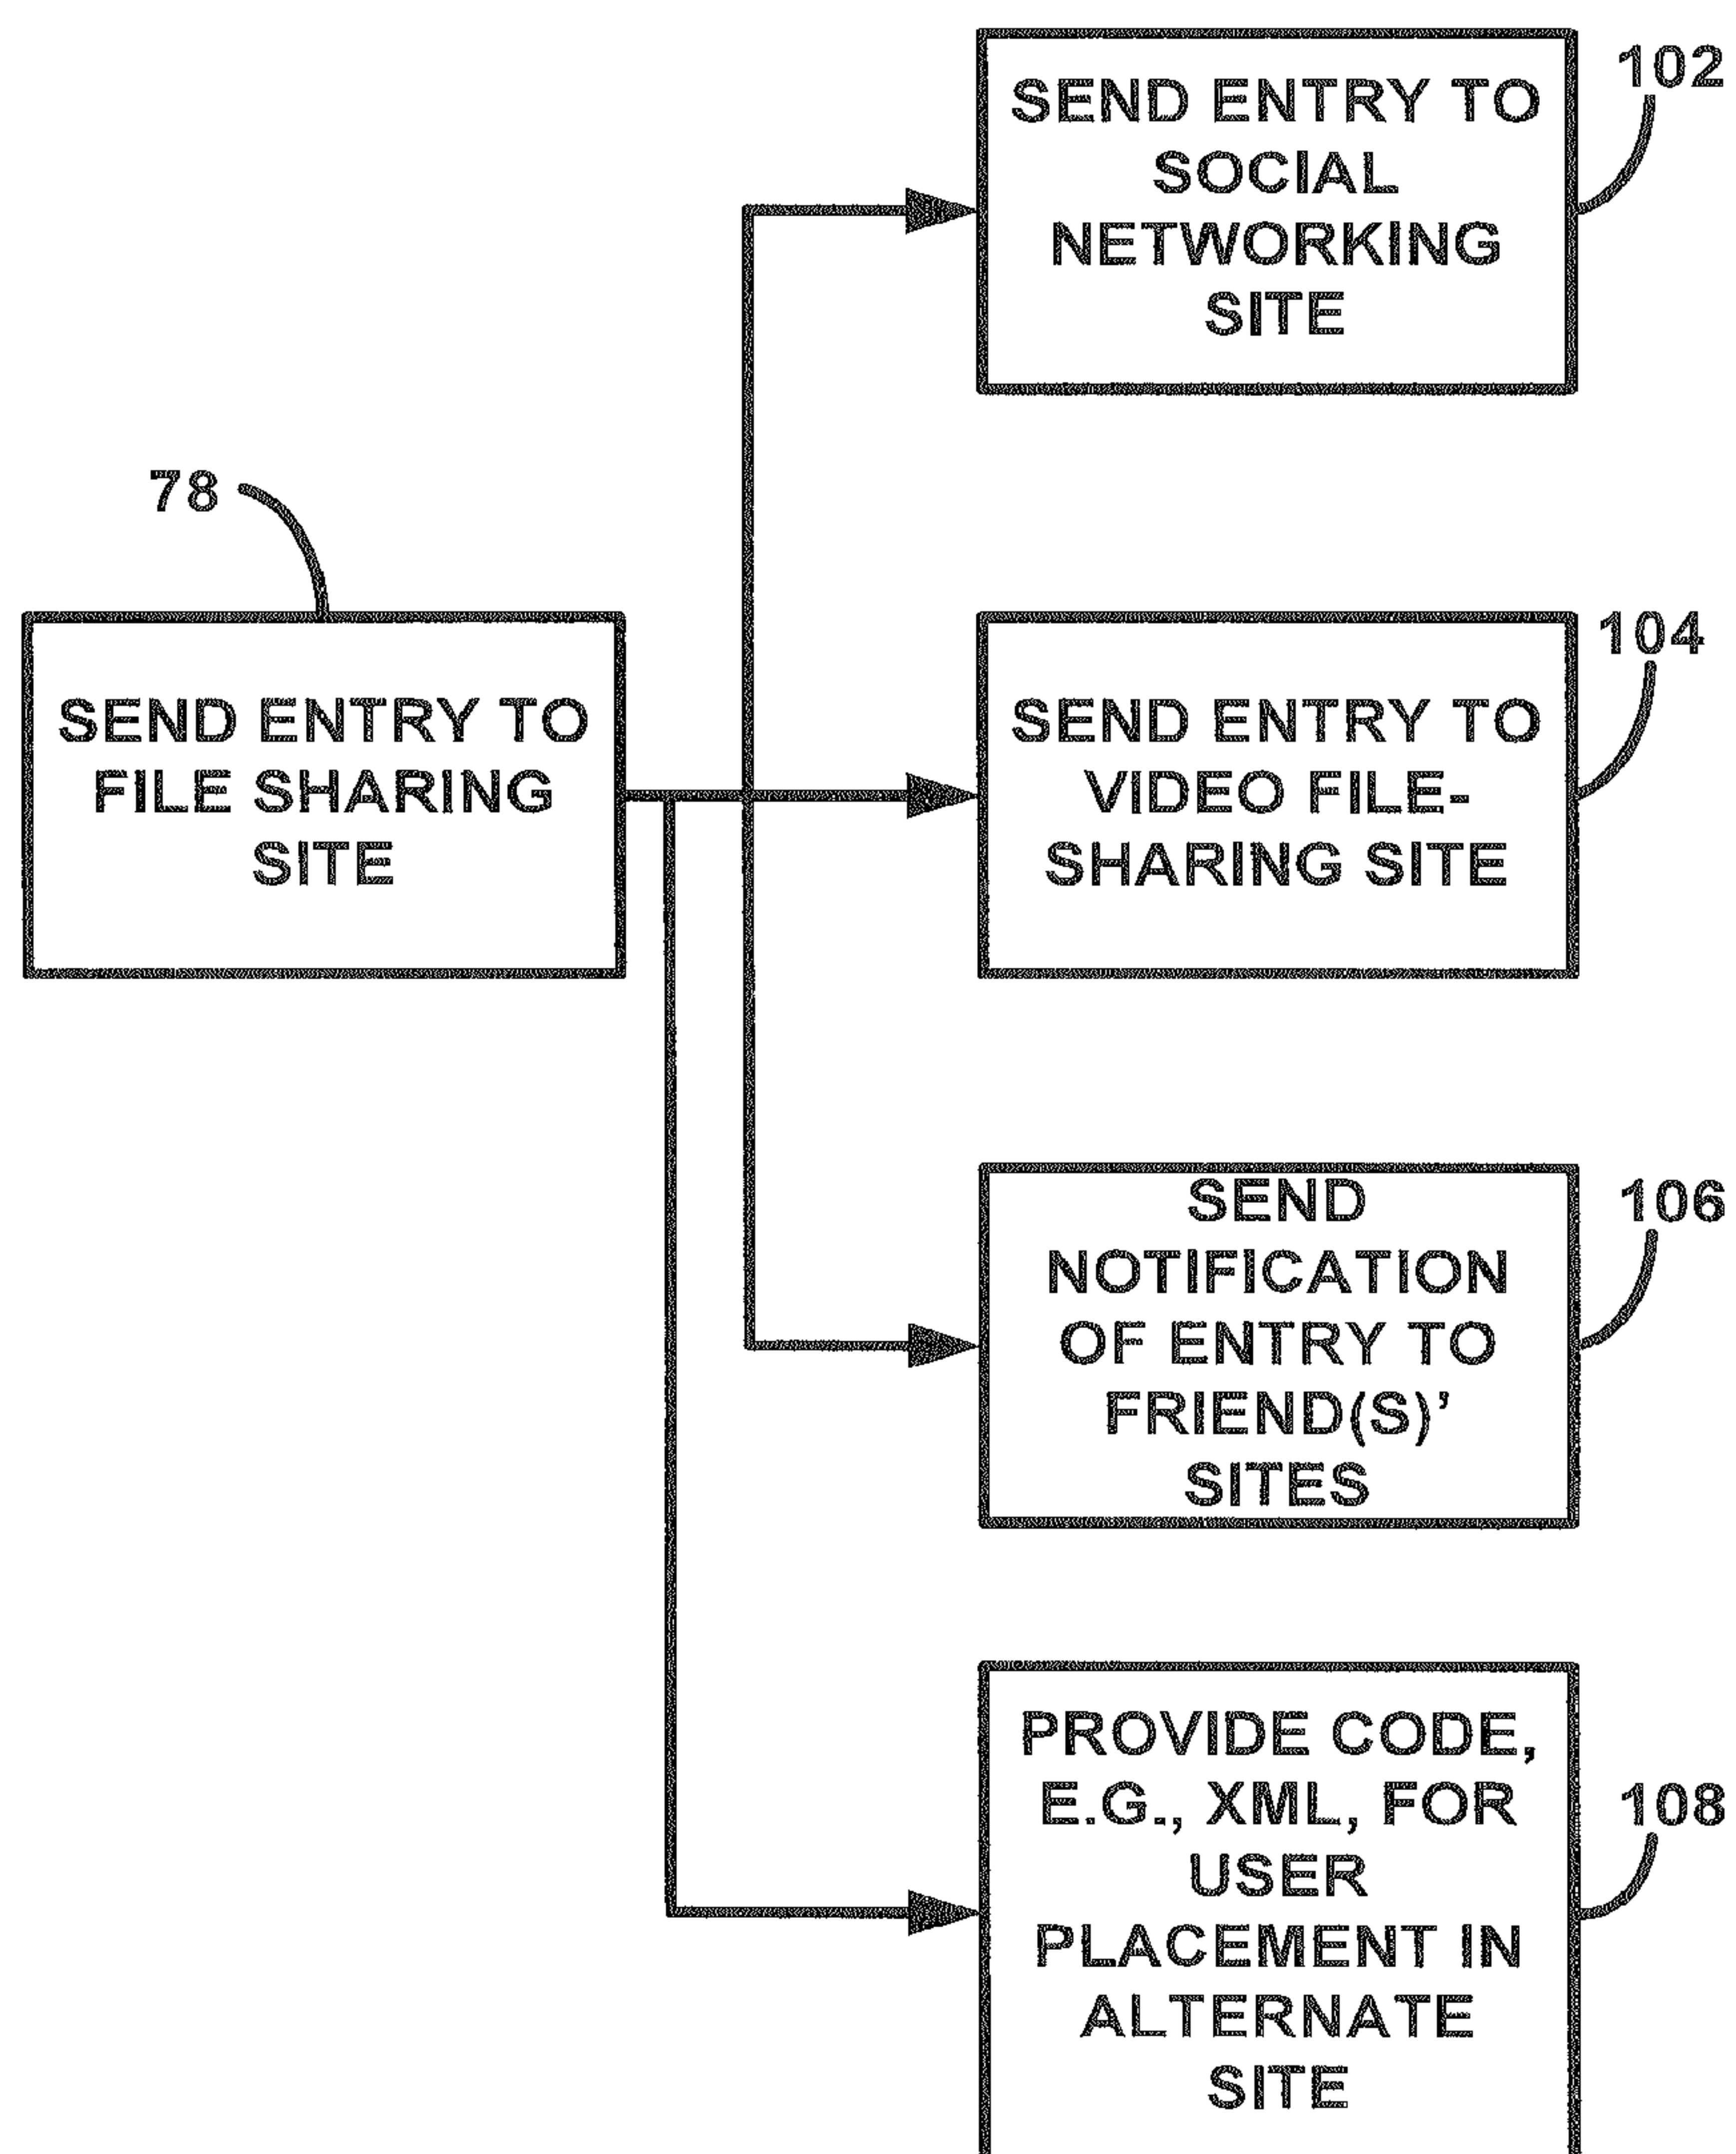 102
SEND ENTRY TO
SOCIAL
NETWORKING
SITE
78
SEND ENTRY TO
FILE SHARING
SITE
104
SEND ENTRY TO
VIDEO FILE-
SHARING SITE
106
SEND
NOTIFICATION
OF ENTRY TO
FRIEND(S)’
SITES
108
PROVIDE CODE,
E.G., XML, FOR
USER
PLACEMENT IN
ALTERNATE
SITE